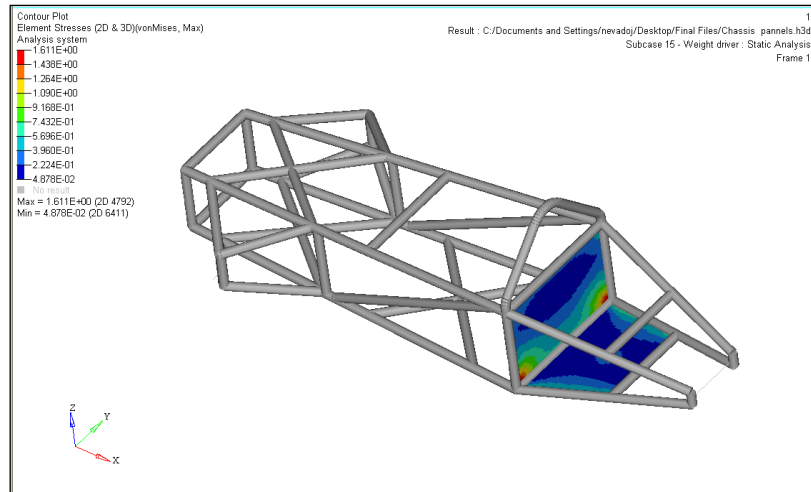 Contour Plot
Element Stresses (2D & 3D)(vonMises, Max)
Analysis system
1.611E+00
1.438E+00
1.264E+00
1.090E+00
9.168E-01
7.432E-01
5.696E-01
3.960E-01
2.224E-01
4.878E-02
No result
Max = 1.611E+00 (2D 4792)
Min = 4.878E-02 (2D 6411)
1
Result : C:/Documents and Settings/nevadoj/Desktop/Final Files/Chassis pannels.h3d
Subcase 15 - Weight driver : Static Analysis
Frame 1
Z
Y
X